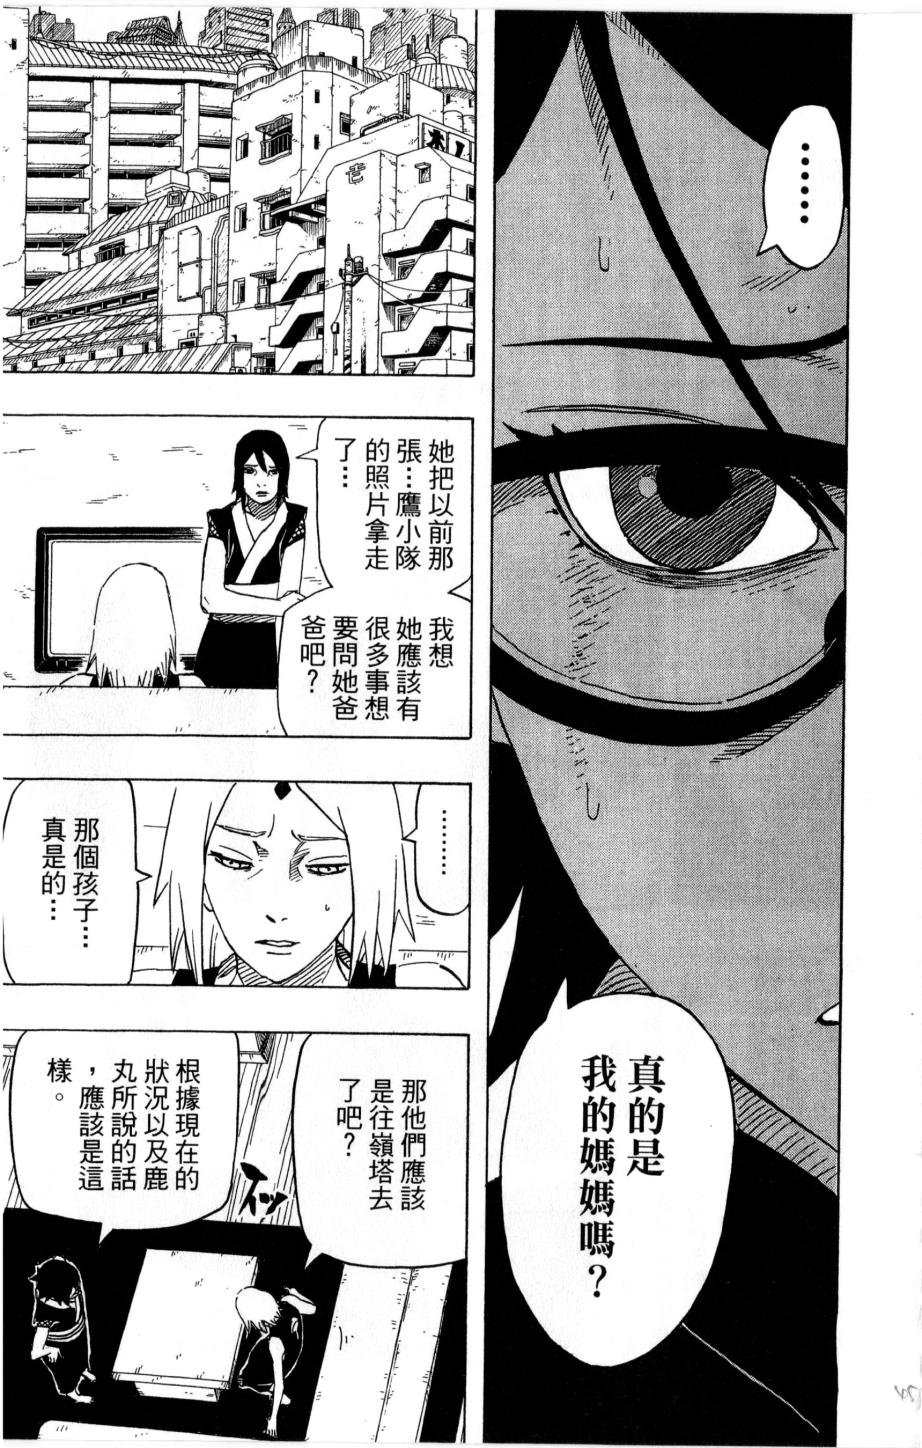 ……
真的是
我的媽媽嗎？
壱
她把以前那
張…鷹小隊
的照片拿走
了…
我想
她應該有
很多事想
要問她爸
爸吧？
………
那個孩子…
真是的…
那他們應該
是往嶺塔去
了吧？
根據現在的
狀況以及鹿
丸所說的話
，應該是這
樣。
スッ